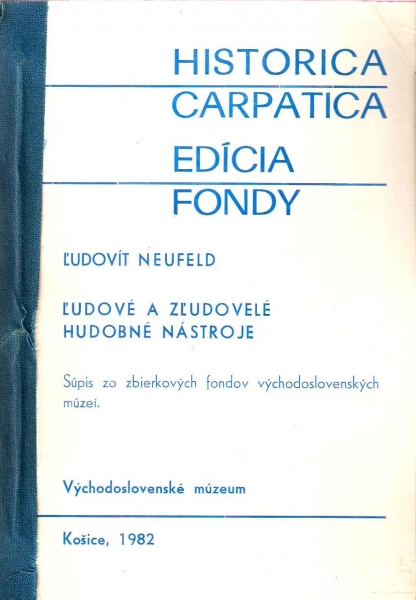 HISTORICA
CARPATICA
EDÍCIA
FONDY
ĽUDOVÍT NEUFELD
ĽUDOVÉ A ZĽUDOVELÉ
HUDOBNÉ NÁSTROJE
Súpis zo zbierkových fondov východoslovenských
múzeí.
Východoslovenské múzeum
Košice, 1982